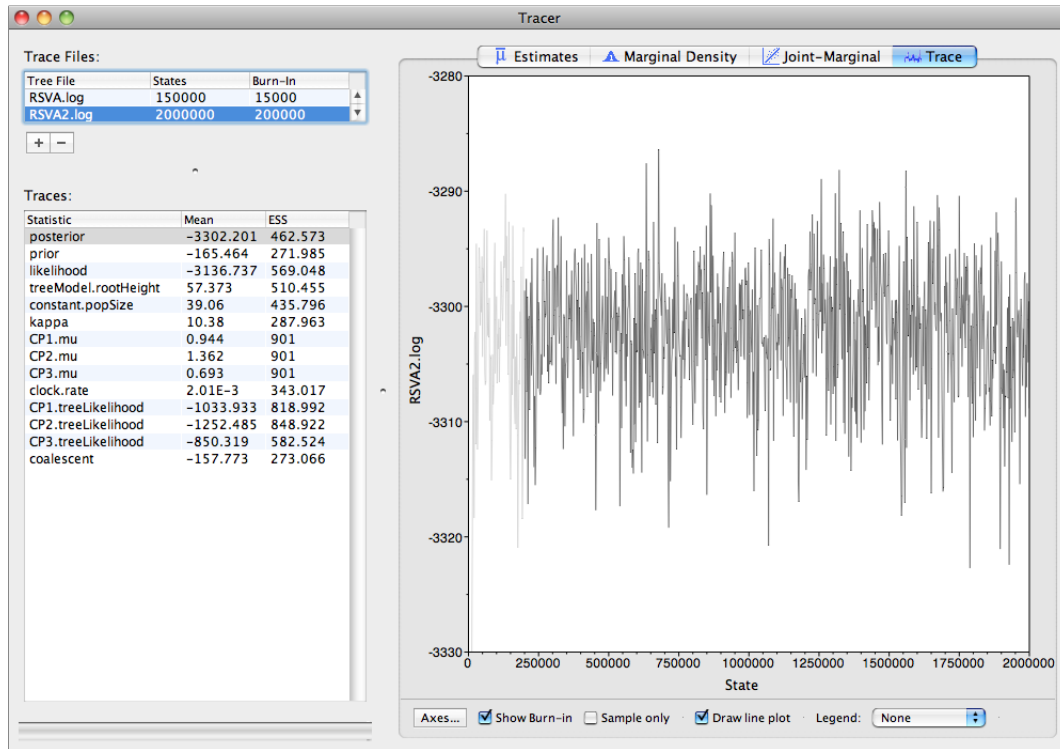 Tracer
Trace Files:
Tree File States Burn-In
RSVA.log 150000 15000
RSVA2.log 2000000 200000
+ −
Traces:
Statistic Mean ESS
posterior -3302.201 462.573
prior -165.464 271.985
likelihood -3136.737 569.048
treeModel.rootHeight 57.373 510.455
constant.popSize 39.06 435.796
kappa 10.38 287.963
CP1.mu 0.944 901
CP2.mu 1.362 901
CP3.mu 0.693 901
clock.rate 2.01E-3 343.017
CP1.treeLikelihood -1033.933 818.992
CP2.treeLikelihood -1252.485 848.922
CP3.treeLikelihood -850.319 582.524
coalescent -157.773 273.066
μ Estimates Marginal Density Joint-Marginal Trace
-3280
-3290
-3300
-3310
-3320
-3330
RSVA2.log
0 250000 500000 750000 1000000 1250000 1500000 1750000 2000000
State
Axes... Show Burn-in Sample only Draw line plot Legend: None